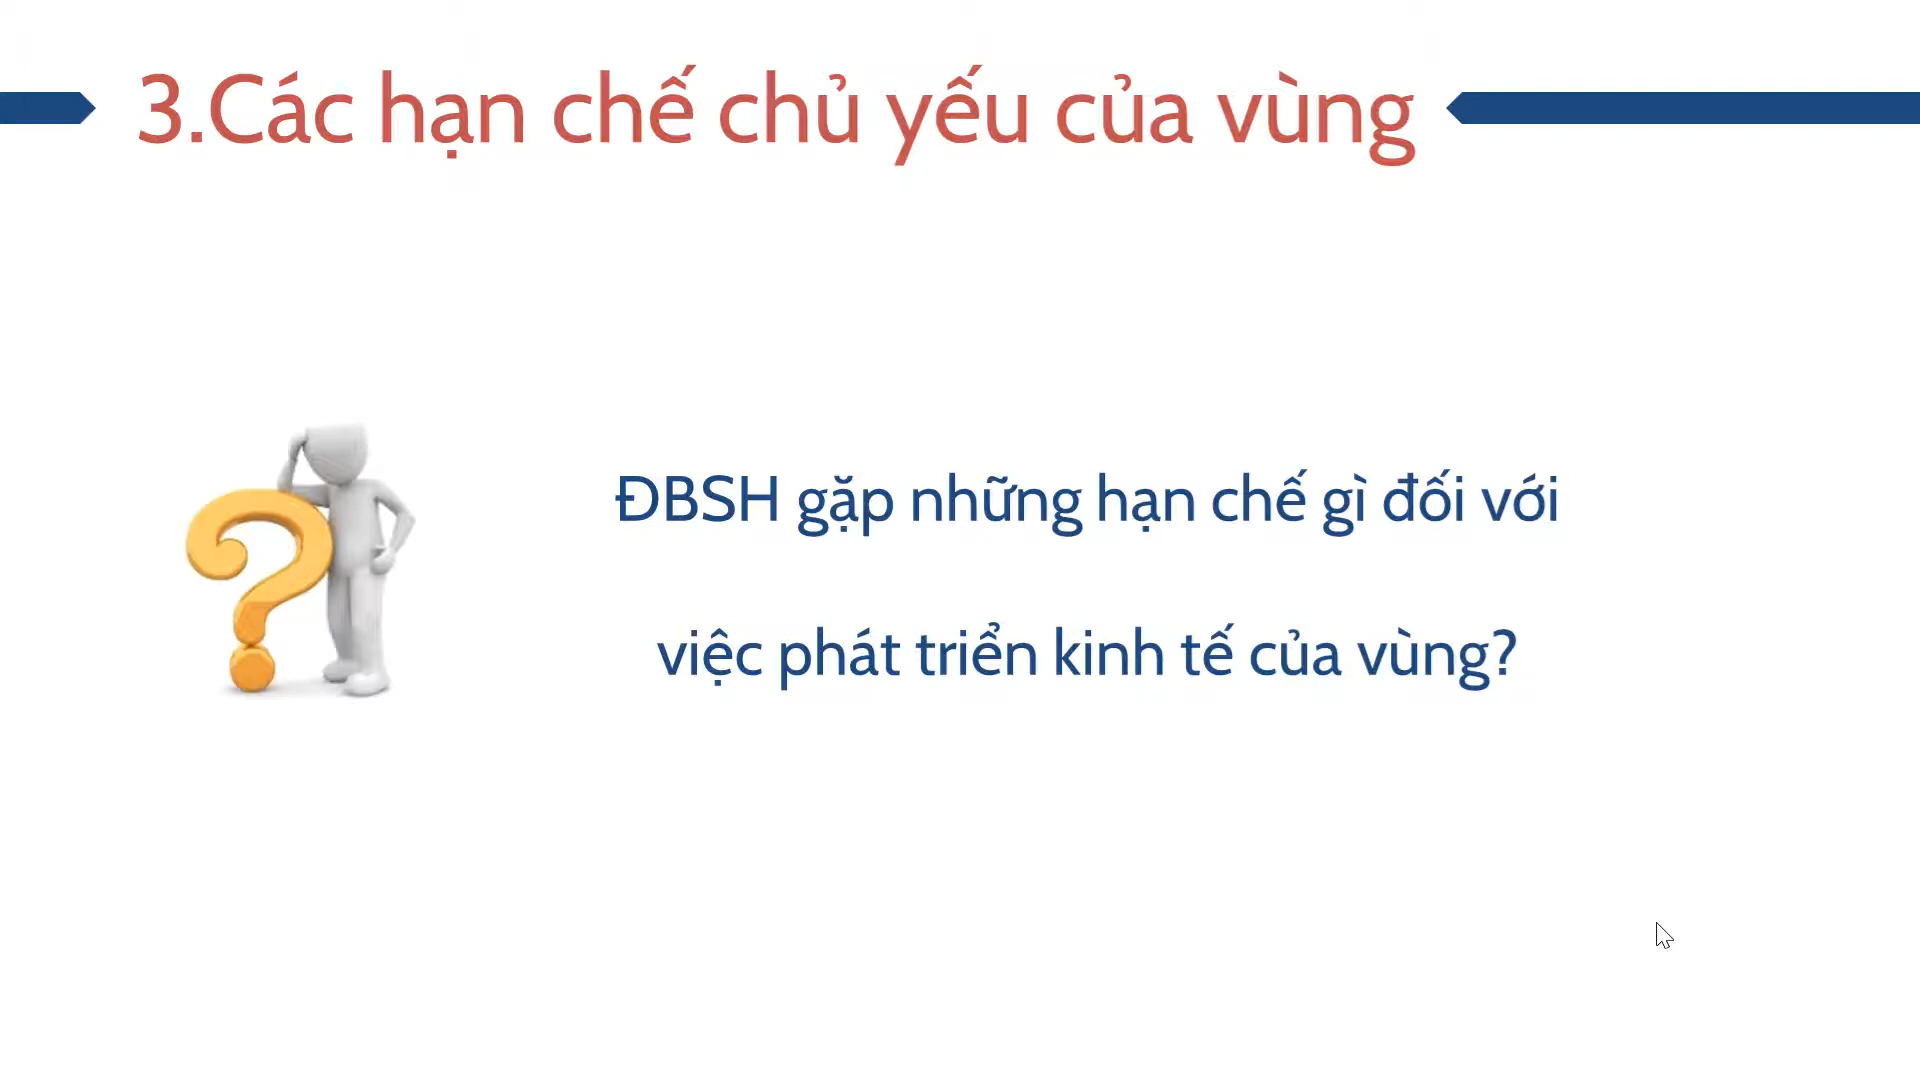 3.Các hạn chế chủ yếu của vùng
ĐBSH gặp những hạn chế gì đối với
việc phát triển kinh tế của vùng?